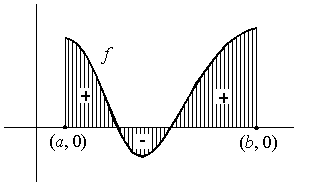 f
+
+
-
(a, 0)
(b, 0)